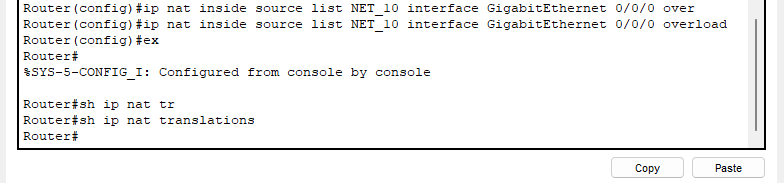 Router(config)#ip nat inside source list NET_10 interface GigabitEthernet 0/0/0 over
Router(config)#ip nat inside source list NET_10 interface GigabitEthernet 0/0/0 overload
Router(config)#ex
Router#
%SYS-5-CONFIG_I: Configured from console by console
Router#sh ip nat tr
Router#sh ip nat translations
Router#
Copy
Paste